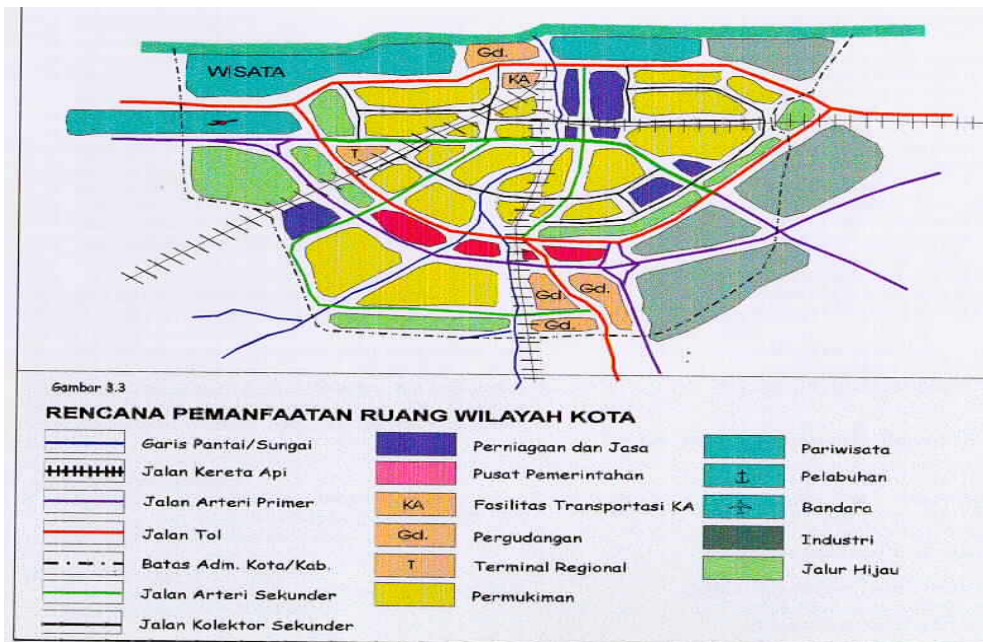 Gd.
WISATA
KA
T
Gd.
Gd.
Gd.
Gambar 3.3
RENCANA PEMANFAATAN RUANG WILAYAH KOTA
Garis Pantai/Sungai
Jalan Kereta Api
Jalan Arteri Primer
Jalan Tol
Batas Adm. Kota/Kab.
Jalan Arteri Sekunder
Jalan Kolektor Sekunder
Perniagaan dan Jasa
Pusat Pemerintahan
KA Fasilitas Transportasi KA
Gd. Pergudangan
T Terminal Regional
Permukiman
Pariwisata
Pelabuhan
Bandara
Industri
Jalur Hijau